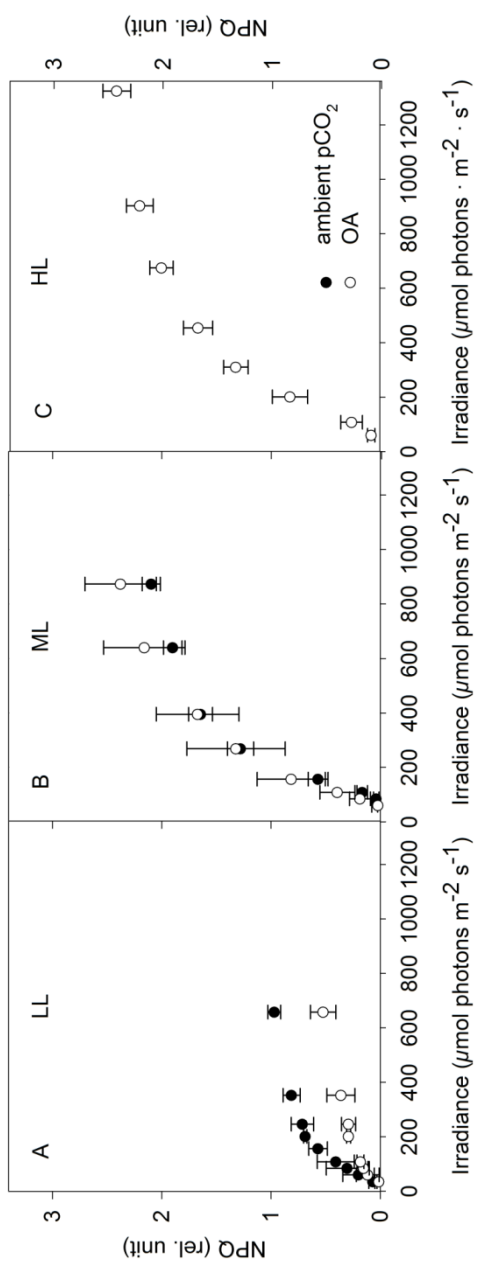 A LL
B ML
C HL
NPQ (rel. unit)
3
2
1
0
NPQ (rel. unit)
3
2
1
0
ambient pCO2
OA
0 200 400 600 800 1000 1200
0 200 400 600 800 1000 1200
0 200 400 600 800 1000 1200
Irradiance (µmol photons m-2 s-1)
Irradiance (µmol photons m-2 s-1)
Irradiance (µmol photons · m-2 · s-1)